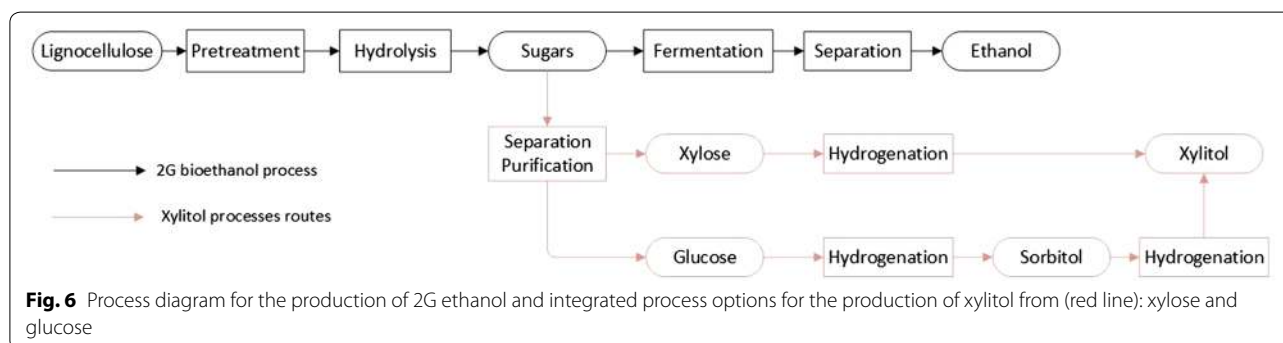 Lignocellulose Pretreatment Hydrolysis Sugars Fermentation Separation Ethanol
Separation
Purification
Xylose Hydrogenation Xylitol
2G bioethanol process
Xylitol processes routes
Glucose Hydrogenation Sorbitol Hydrogenation
Fig. 6 Process diagram for the production of 2G ethanol and integrated process options for the production of xylitol from (red line): xylose and
glucose